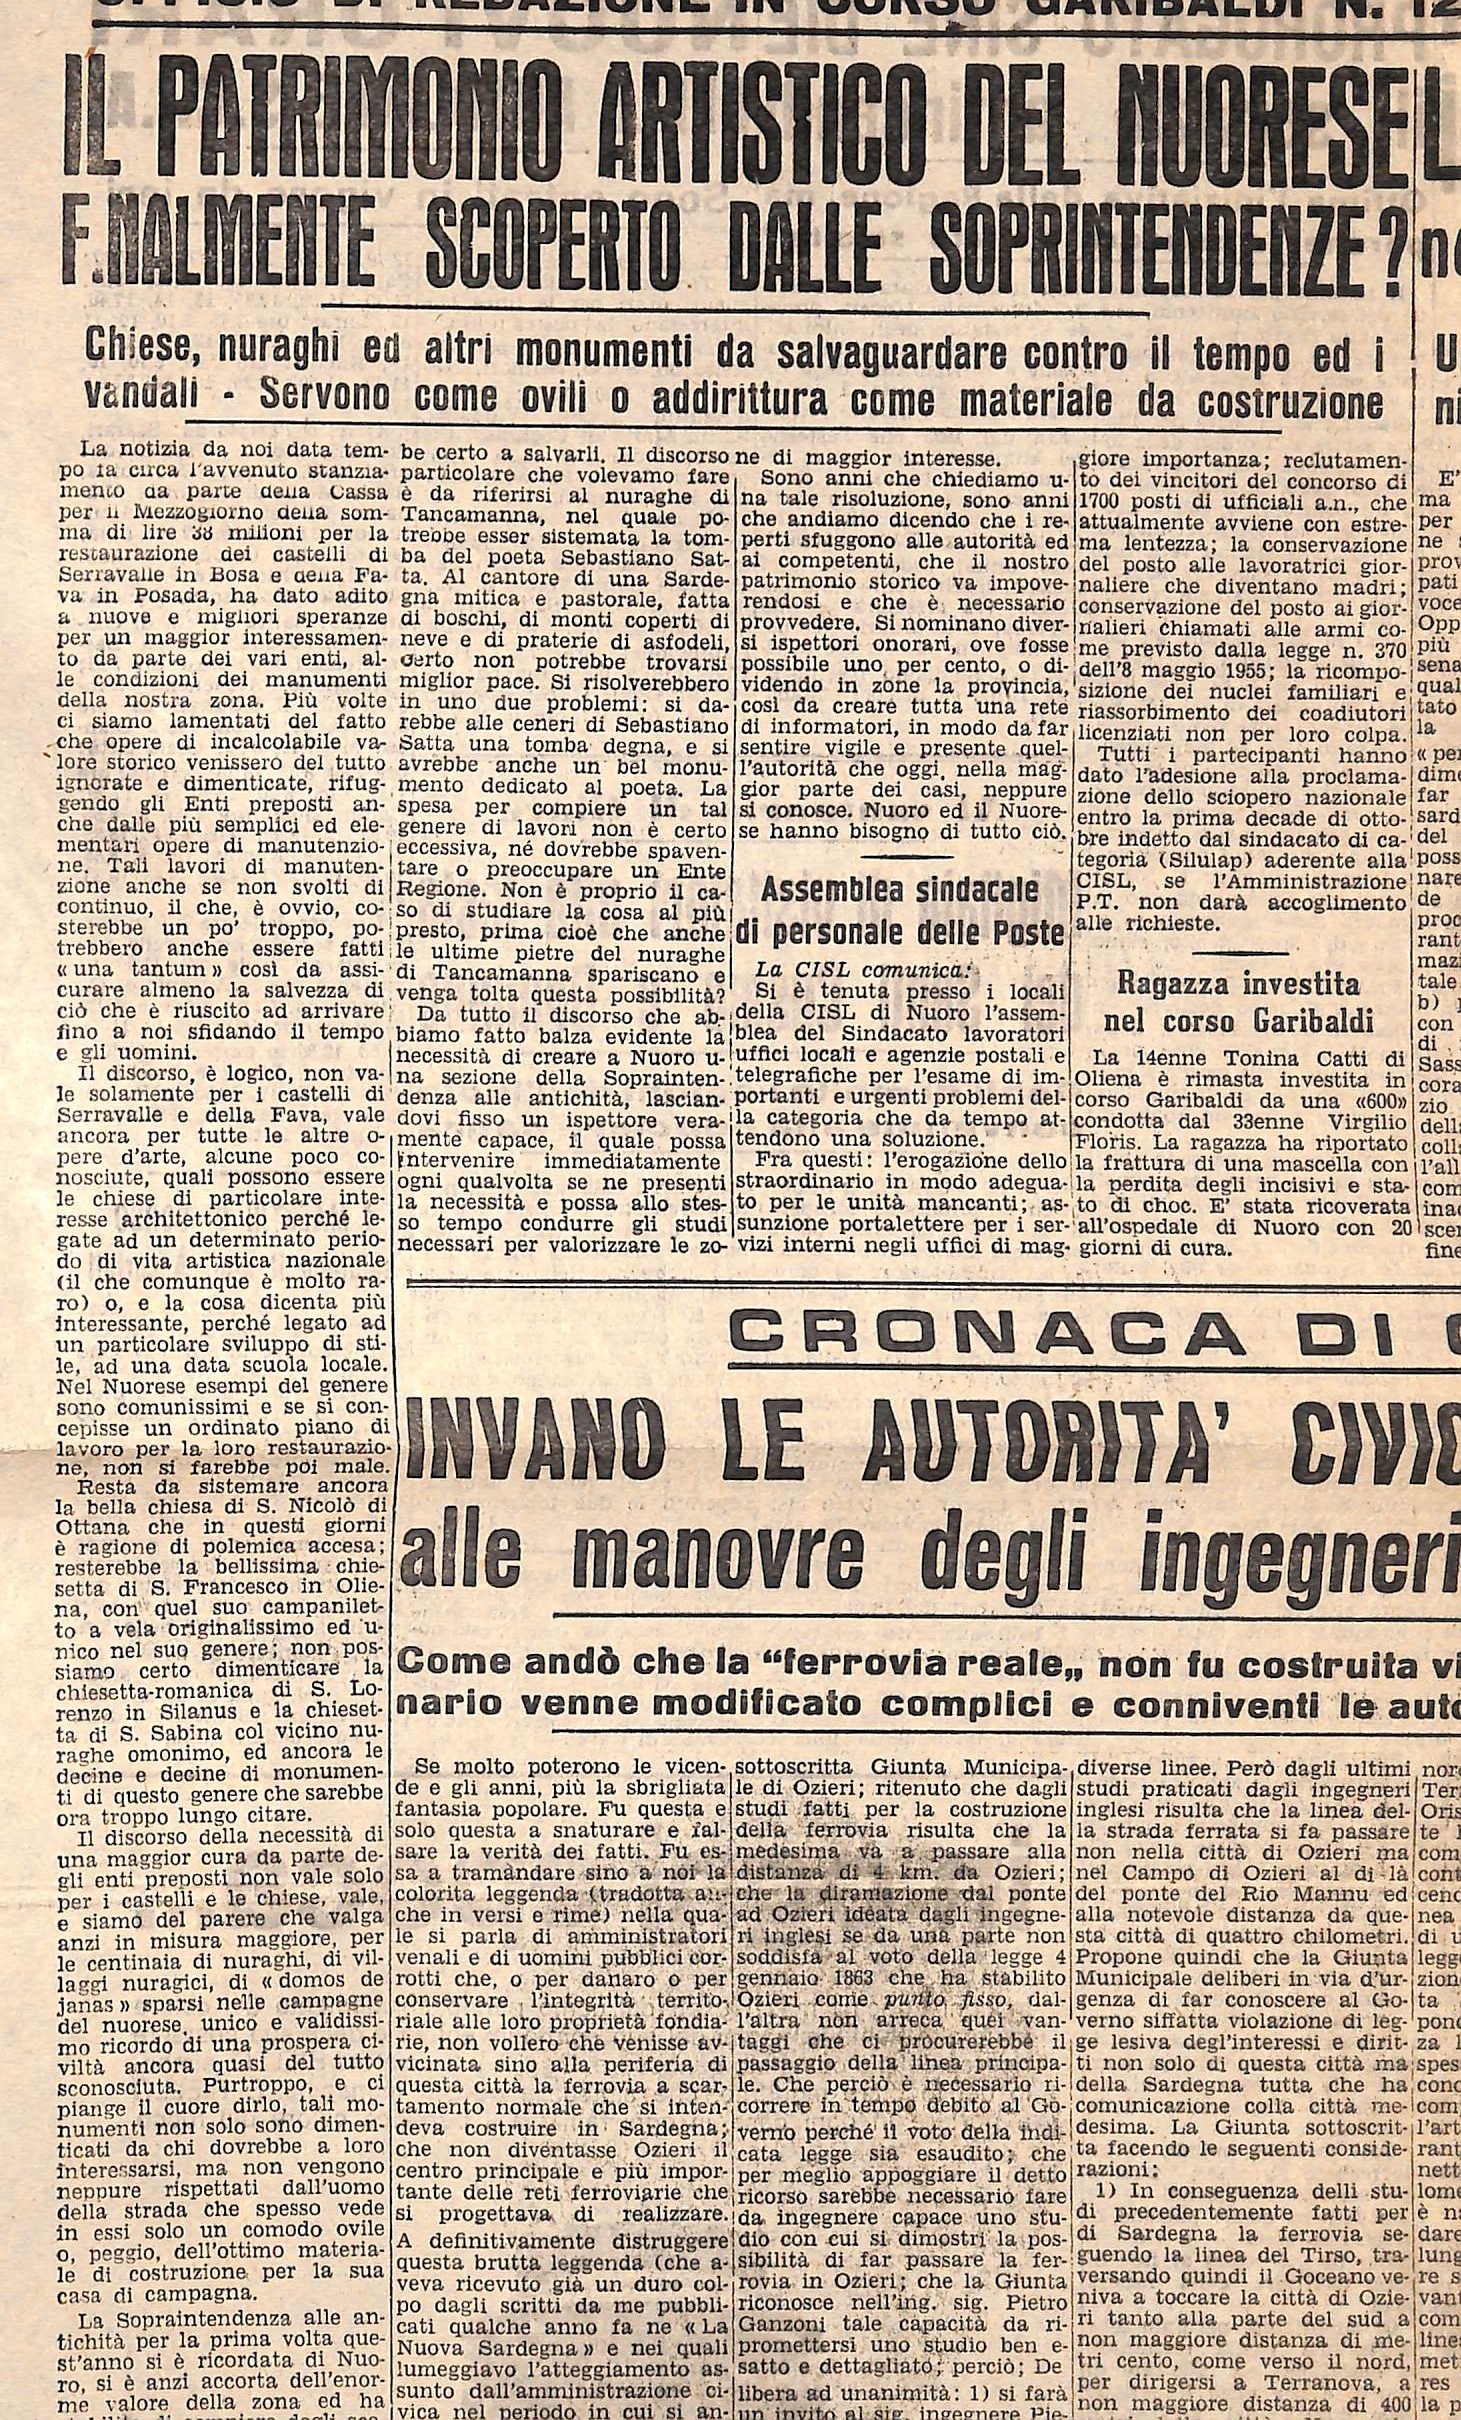 IL PATRIMONIO ARTISTICO DEL NUORESE
F.NALMENTE SCOPERTO DALLE SOPRINTENDENZE?
Chiese, nuraghi ed altri monumenti da salvaguardare contro il tempo ed i
vandali - Servono come ovili o addirittura come materiale da costruzione
La notizia da noi data tem-
po fa circa l'avvenuto stanzia-
mento da parte della Cassa
per il Mezzogiorno della som-
ma di lire 38 milioni per la
restaurazione dei castelli di
Serravalle in Bosa e della Fa-
va in Posada, ha dato adito
a nuove e migliori speranze
per un maggior interessamen-
to da parte dei vari enti, al-
le condizioni dei manumenti
della nostra zona. Più volte
ci siamo lamentati del fatto
che opere di incalcolabile va-
lore storico venissero del tutto
ignorate e dimenticate, rifug-
gendo gli Enti preposti an-
che dalle più semplici ed ele-
mentari opere di manutenzio-
ne. Tali lavori di manuten-
zione anche se non svolti di
continuo, il che, è ovvio, co-
sterebbe un po' troppo, po-
trebbero anche essere fatti
« una tantum » così da assi-
curare almeno la salvezza di
ciò che è riuscito ad arrivare
fino a noi sfidando il tempo
e gli uomini.
Il discorso, è logico, non va-
le solamente per i castelli di
Serravalle e della Fava, vale
ancora per tutte le altre o-
pere d'arte, alcune poco co-
nosciute, quali possono essere
le chiese di particolare inte-
resse architettonico perché le-
gate ad un determinato perio-
do di vita artistica nazionale
(il che comunque è molto ra-
ro) o, e la cosa dicenta più
interessante, perché legato ad
un particolare sviluppo di sti-
le, ad una data scuola locale.
Nel Nuorese esempi del genere
sono comunissimi e se si con-
cepisse un ordinato piano di
lavoro per la loro restaurazio-
ne, non si farebbe poi male.
Resta da sistemare ancora
la bella chiesa di S. Nicolò di
Ottana che in questi giorni
è ragione di polemica accesa;
resterebbe la bellissima chie-
setta di S. Francesco in Olie-
na, con quel suo campanilet-
to a vela originalissimo ed u-
nico nel suo genere; non pos-
siamo certo dimenticare la
chiesetta-romanica di S. Lo-
renzo in Silanus e la chieset-
ta di S. Sabina col vicino nu-
raghe omonimo, ed ancora le
decine e decine di monumen-
ti di questo genere che sarebbe
ora troppo lungo citare.
Il discorso della necessità di
una maggior cura da parte de-
gli enti preposti non vale solo
per i castelli e le chiese, vale,
e siamo del parere che valga
anzi in misura maggiore, per
le centinaia di nuraghi, di vil-
laggi nuragici, di « domos de
janas » sparsi nelle campagne
del nuorese, unico e validissi-
mo ricordo di una prospera ci-
viltà ancora quasi del tutto
sconosciuta. Purtroppo, e ci
piange il cuore dirlo, tali mo-
numenti non solo sono dimen-
ticati da chi dovrebbe a loro
interessarsi, ma non vengono
neppure rispettati dall'uomo
della strada che spesso vede
in essi solo un comodo ovile
o, peggio, dell'ottimo materia-
le di costruzione per la sua
casa di campagna.
La Sopraintendenza alle an-
tichità per la prima volta que-
st'anno si è ricordata di Nuo-
ro, si è anzi accorta dell'enor-
me valore della zona ed ha
be certo a salvarli. Il discorso
particolare che volevamo fare
è da riferirsi al nuraghe di
Tancamanna, nel quale po-
trebbe esser sistemata la tom-
ba del poeta Sebastiano Sat-
ta. Al cantore di una Sarde-
gna mitica e pastorale, fatta
di boschi, di monti coperti di
neve e di praterie di asfodeli,
certo non potrebbe trovarsi
miglior pace. Si risolverebbero
in uno due problemi: si da-
rebbe alle ceneri di Sebastiano
Satta una tomba degna, e si
avrebbe anche un bel monu-
mento dedicato al poeta. La
spesa per compiere un tal
genere di lavori non è certo
eccessiva, né dovrebbe spaven-
tare o preoccupare un Ente
Regione. Non è proprio il ca-
so di studiare la cosa al più
presto, prima cioè che anche
le ultime pietre del nuraghe
di Tancamanna spariscano e
venga tolta questa possibilità?
Da tutto il discorso che ab-
biamo fatto balza evidente la
necessità di creare a Nuoro u-
na sezione della Soprainten-
denza alle antichità, lascian-
dovi fisso un ispettore vera-
mente capace, il quale possa
intervenire immediatamente
ogni qualvolta se ne presenti
la necessità e possa allo stes-
so tempo condurre gli studi
necessari per valorizzare le zo-
ne di maggior interesse.
Sono anni che chiediamo u-
na tale risoluzione, sono anni
che andiamo dicendo che i re-
perti sfuggono alle autorità ed
ai competenti, che il nostro
patrimonio storico va impove-
rendosi e che è necessario
provvedere. Si nominano diver-
si ispettori onorari, ove fosse
possibile uno per cento, o di-
videndo in zone la provincia,
così da creare tutta una rete
di informatori, in modo da far
sentire vigile e presente quel-
l'autorità che oggi, nella mag-
gior parte dei casi, neppure
si conosce. Nuoro ed il Nuore-
se hanno bisogno di tutto ciò.
Assemblea sindacale
di personale delle Poste
La CISL comunica:
Si è tenuta presso i locali
della CISL di Nuoro l'assem-
blea del Sindacato lavoratori
uffici locali e agenzie postali e
telegrafiche per l'esame di im-
portanti e urgenti problemi del-
la categoria che da tempo at-
tendono una soluzione.
Fra questi: l'erogazione dello
straordinario in modo adegua-
to per le unità mancanti; as-
sunzione portalettere per i ser-
vizi interni negli uffici di mag-
giore importanza; reclutamen-
to dei vincitori del concorso di
1700 posti di ufficiali a.n., che
attualmente avviene con estre-
ma lentezza; la conservazione
del posto alle lavoratrici gior-
naliere che diventano madri;
conservazione del posto ai gior-
nalieri chiamati alle armi co-
me previsto dalla legge n. 370
dell'8 maggio 1955; la ricompo-
sizione dei nuclei familiari e
riassorbimento dei coadiutori
licenziati non per loro colpa.
Tutti i partecipanti hanno
dato l'adesione alla proclama-
zione dello sciopero nazionale
entro la prima decade di otto-
bre indetto dal sindacato di ca-
tegoria (Silulap) aderente alla
CISL, se l'Amministrazione
P.T. non darà accoglimento
alle richieste.
Ragazza investita
nel corso Garibaldi
La 14enne Tonina Catti di
Oliena è rimasta investita in
corso Garibaldi da una «600»
condotta dal 33enne Virgilio
Floris. La ragazza ha riportato
la frattura di una mascella con
la perdita degli incisivi e sta-
to di choc. E' stata ricoverata
all'ospedale di Nuoro con 20
giorni di cura.
CRONACA DI
INVANO LE AUTORITA' CIVIC
alle manovre degli ingegneri
Come andò che la "ferrovia reale„ non fu costruita vi
nario venne modificato complici e conniventi le auto
Se molto poterono le vicen-
de e gli anni, più la sbrigliata
fantasia popolare. Fu questa e
solo questa a snaturare e fal-
sare la verità dei fatti. Fu es-
sa a tramandare sino a noi la
colorita leggenda (tradotta an-
che in versi e rime) nella qua-
le si parla di amministratori
venali e di uomini pubblici cor-
rotti che, o per danaro o per
conservare l'integrità territo-
riale alle loro proprietà fondia-
rie, non vollero che venisse av-
vicinata sino alla periferia di
questa città la ferrovia a scar-
tamento normale che si inten-
deva costruire in Sardegna;
che non diventasse Ozieri il
centro principale e più impor-
tante delle reti ferroviarie che
si progettava di realizzare.
A definitivamente distruggere
questa brutta leggenda (che a-
veva ricevuto già un duro col-
po dagli scritti da me pubbli-
cati qualche anno fa ne « La
Nuova Sardegna » e nei quali
lumeggiavo l'atteggiamento as-
sunto dall'amministrazione ci-
vica nel periodo in cui si an-
sottoscritta Giunta Municipa-
le di Ozieri; ritenuto che dagli
studi fatti per la costruzione
della ferrovia risulta che la
medesima va a passare alla
distanza di 4 km. da Ozieri;
che la diramazione dal ponte
ad Ozieri ideata dagli ingegne-
ri inglesi se da una parte non
soddisfa al voto della legge 4
gennaio 1863 che ha stabilito
Ozieri come punto fisso, dal-
l'altra non arreca quei van-
taggi che ci procurerebbe il
passaggio della linea principa-
le. Che perciò è necessario ri-
correre in tempo debito al Go-
verno perché il voto della indi-
cata legge sia esaudito; che
per meglio appoggiare il detto
ricorso sarebbe necessario fare
da ingegnere capace uno stu-
dio con cui si dimostri la pos-
sibilità di far passare la fer-
rovia in Ozieri; che la Giunta
riconosce nell'ing. sig. Pietro
Ganzoni tale capacità da ri-
promettersi uno studio ben e-
satto e dettagliato; perciò; De
libera ad unanimità: 1) si farà
un invito al sig. ingegnere Pie-
diverse linee. Però dagli ultimi
studi praticati dagli ingegneri
inglesi risulta che la linea del-
la strada ferrata si fa passare
non nella città di Ozieri ma
nel Campo di Ozieri al di là
del ponte del Rio Mannu ed
alla notevole distanza da que-
sta città di quattro chilometri.
Propone quindi che la Giunta
Municipale deliberi in via d'ur-
genza di far conoscere al Go-
verno siffatta violazione di leg-
ge lesiva degl'interessi e dirit-
ti non solo di questa città ma
della Sardegna tutta che ha
comunicazione colla città me-
desima. La Giunta sottoscrit-
ta facendo le seguenti conside-
razioni:
1) In conseguenza delli stu-
di precedentemente fatti per
di Sardegna la ferrovia se-
guendo la linea del Tirso, tra-
versando quindi il Goceano ve-
niva a toccare la città di Ozie-
ri tanto alla parte del sud a
non maggiore distanza di me-
tri cento, come verso il nord,
per dirigersi a Terranova, a
non maggiore distanza di 400